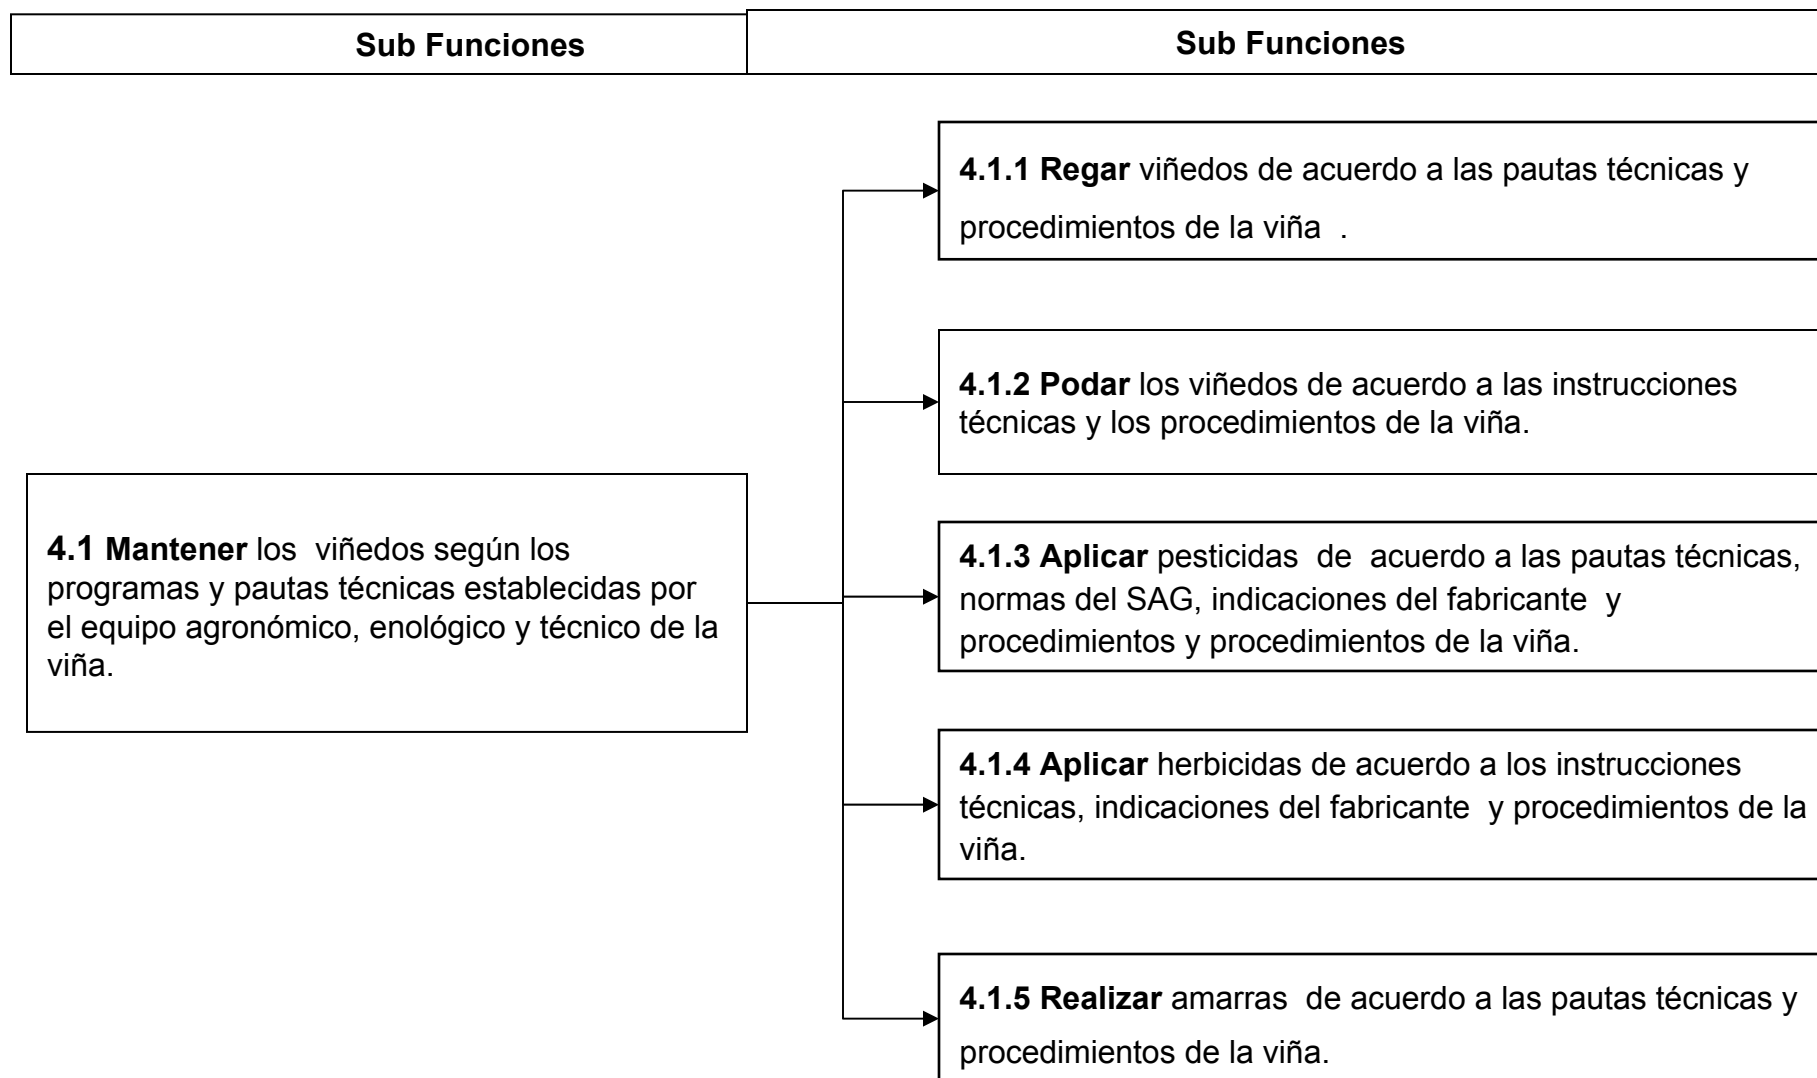 Sub Funciones
Sub Funciones
4.1.1 Regar viñedos de acuerdo a las pautas técnicas y
procedimientos de la viña .
4.1.2 Podar los viñedos de acuerdo a las instrucciones
técnicas y los procedimientos de la viña.
4.1 Mantener los viñedos según los
programas y pautas técnicas establecidas por
el equipo agronómico, enológico y técnico de la
viña.
4.1.3 Aplicar pesticidas de acuerdo a las pautas técnicas,
normas del SAG, indicaciones del fabricante y
procedimientos y procedimientos de la viña.
4.1.4 Aplicar herbicidas de acuerdo a los instrucciones
técnicas, indicaciones del fabricante y procedimientos de la
viña.
4.1.5 Realizar amarras de acuerdo a las pautas técnicas y
procedimientos de la viña.